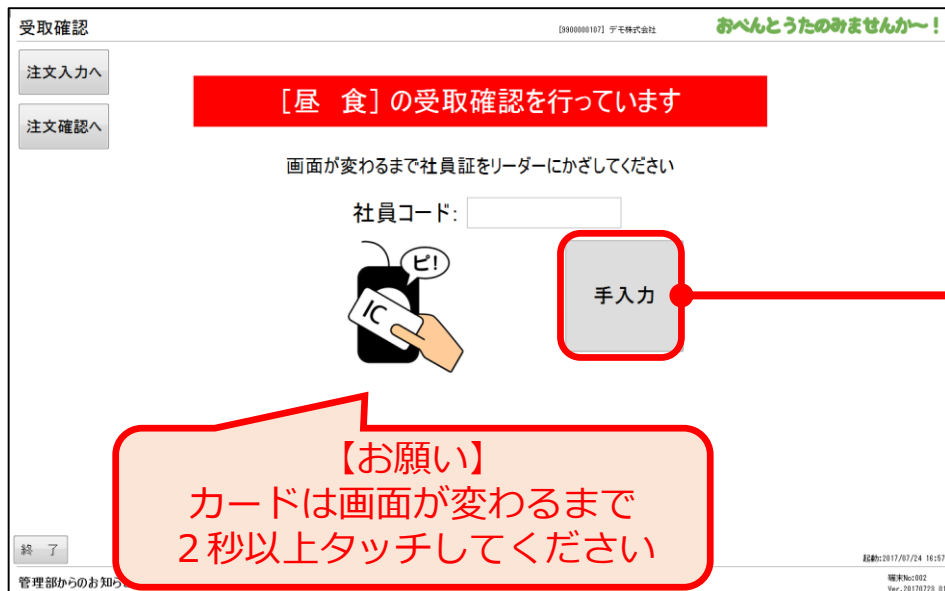 受取確認
[9900000107] デモ株式会社
おべんとうたのみませんか～！
注文入力へ
[昼 食] の受取確認を行っています
注文確認へ
画面が変わるまで社員証をリーダーにかざしてください
社員コード:
ピ!
IC
手入力
【お願い】
カードは画面が変わるまで
２秒以上タッチしてください
終 了
起動:2017/07/24 16:57
管理部からのお知ら
端末No:002
Ver.20170723 01